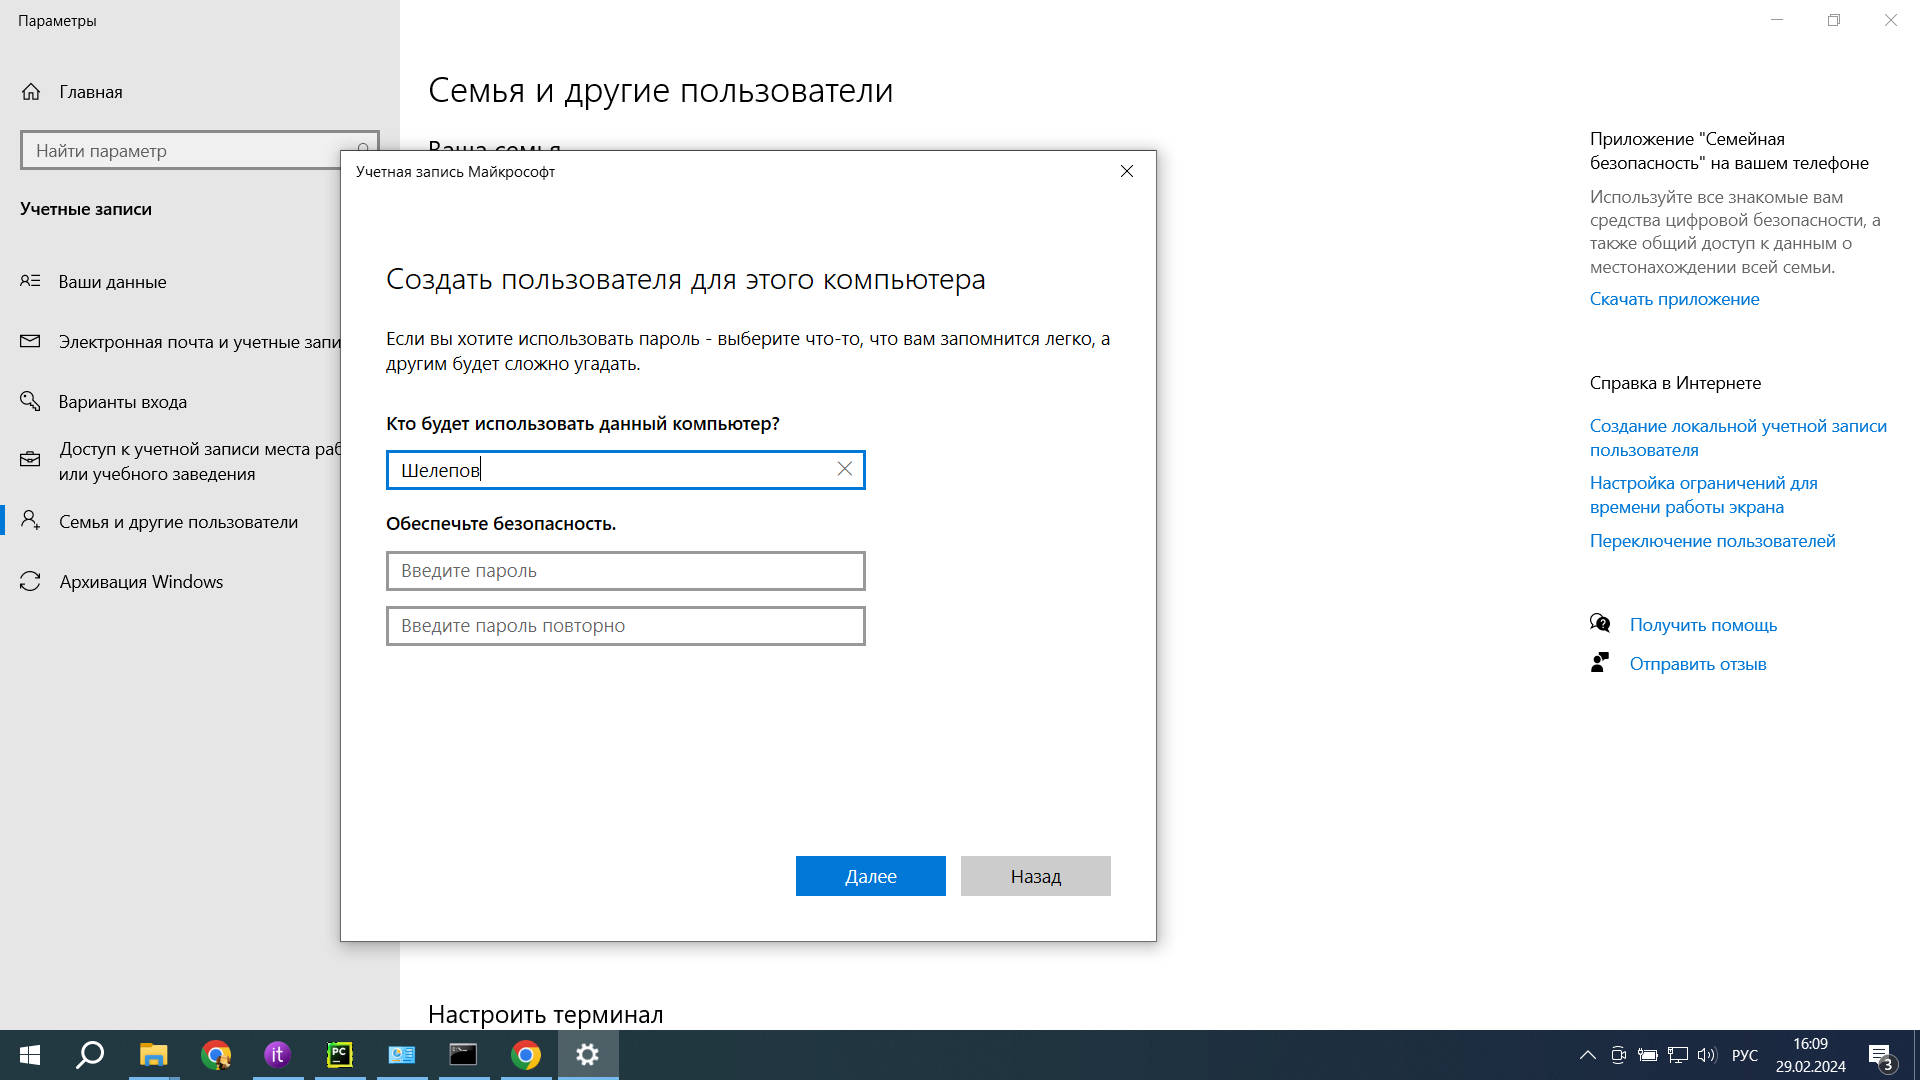 Параметры
Главная
Найти параметр
Учетные записи
Ваши данные
Электронная почта и учетные запи
Варианты входа
Доступ к учетной записи места раб
или учебного заведения
Семья и другие пользователи
Архивация Windows
Семья и другие пользователи
Ваша семья
Учетная запись Майкрософт
Создать пользователя для этого компьютера
Если вы хотите использовать пароль - выберите что-то, что вам запомнится легко, а
другим будет сложно угадать.
Кто будет использовать данный компьютер?
Шелепов
Обеспечьте безопасность.
Введите пароль
Введите пароль повторно
Далее
Назад
Настроить терминал
Приложение "Семейная
безопасность" на вашем телефоне
Используйте все знакомые вам
средства цифровой безопасности, а
также общий доступ к данным о
местонахождении всей семьи.
Скачать приложение
Справка в Интернете
Создание локальной учетной записи
пользователя
Настройка ограничений для
времени работы экрана
Переключение пользователей
Получить помощь
Отправить отзыв
it
PC
РУС
16:09
29.02.2024
3